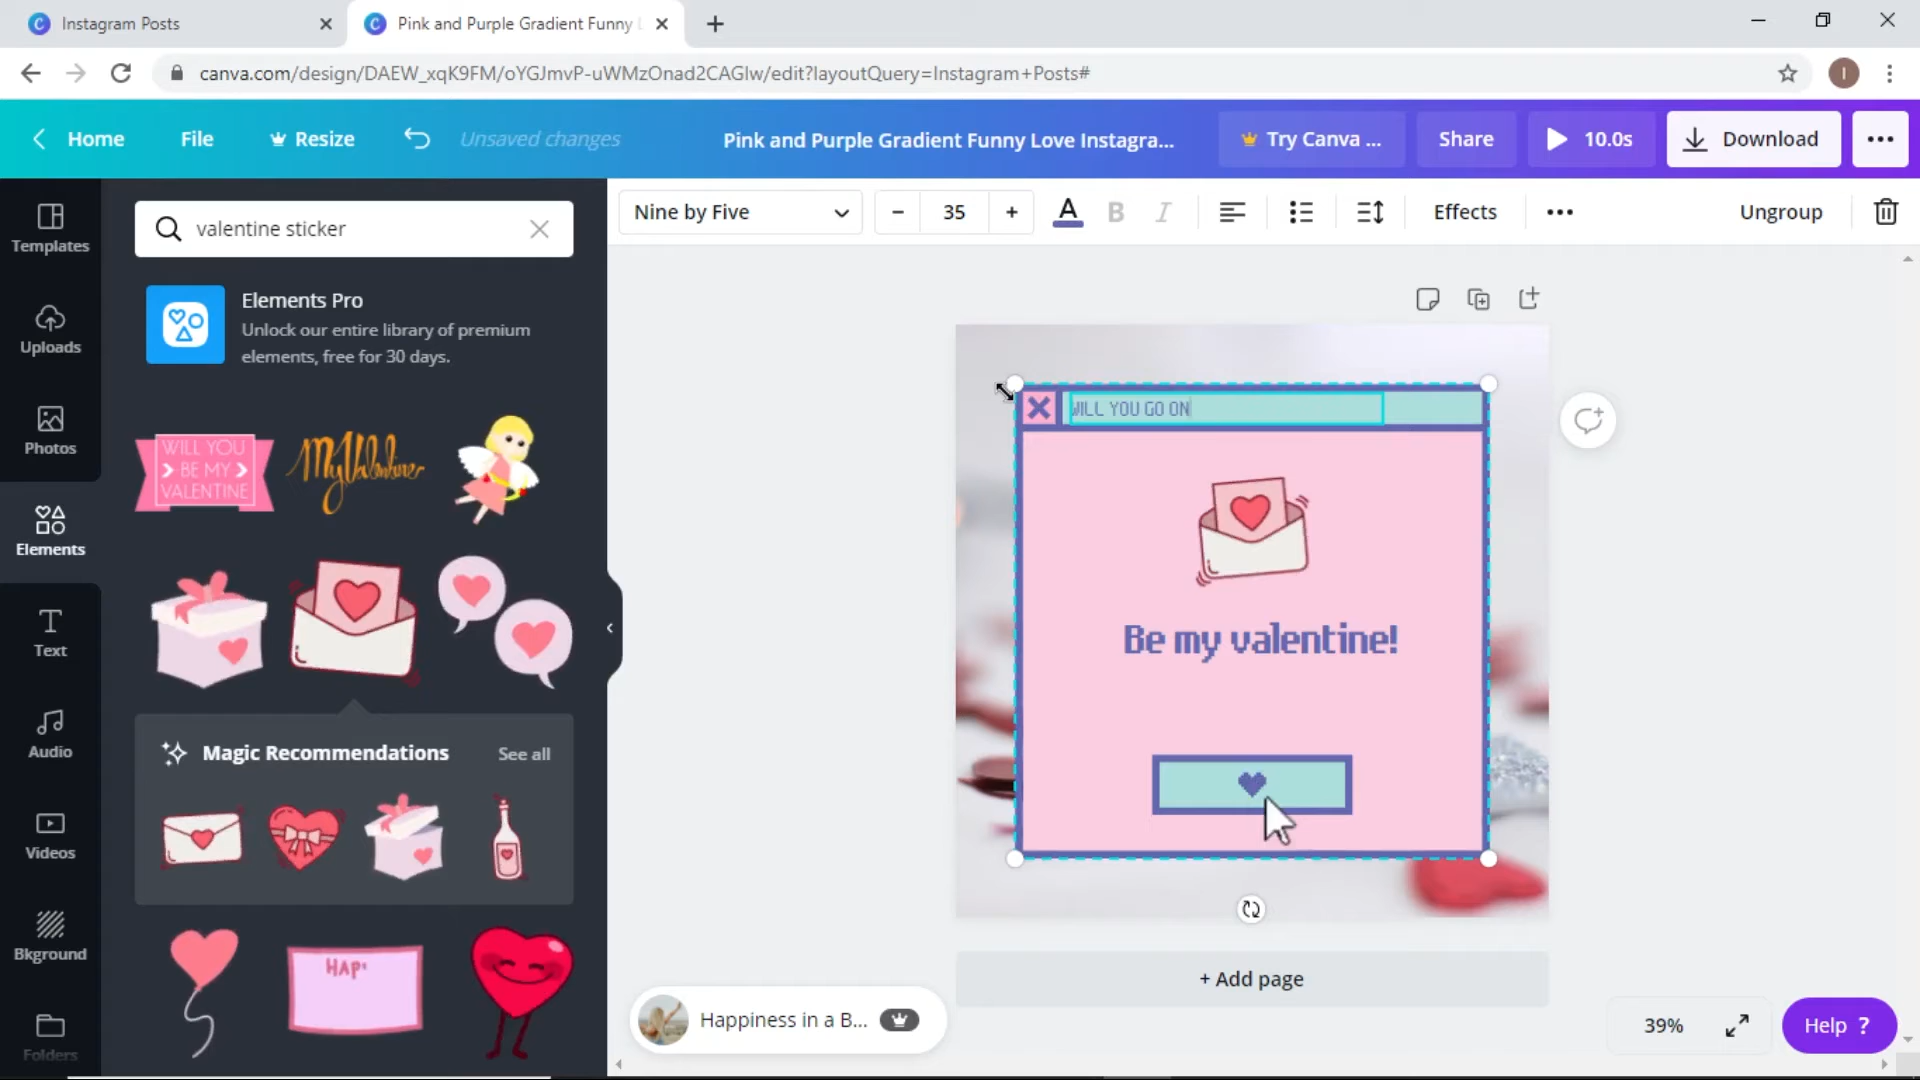 Instagram Posts
Pink and Purple Gradient Funny L
canva.com/design/DAEW_xqK9FM/oYGJmvP-uWMzOnad2CAGlw/edit?layoutQuery=Instagram+Posts#
I
Home
File
Resize
Unsaved changes
Pink and Purple Gradient Funny Love Instagra...
Try Canva ...
Share
10.0s
Download
Templates
Uploads
Photos
Elements
Text
Audio
Videos
Bkground
Folders
valentine sticker
Elements Pro
Unlock our entire library of premium
elements, free for 30 days.
WILL YOU
BE MY
VALENTINE
My Valentine
Magic Recommendations
See all
HAP
Nine by Five
35
A
B
I
Effects
Ungroup
WILL YOU GO ON
Be my valentine!
+ Add page
Happiness in a B...
39%
Help ?